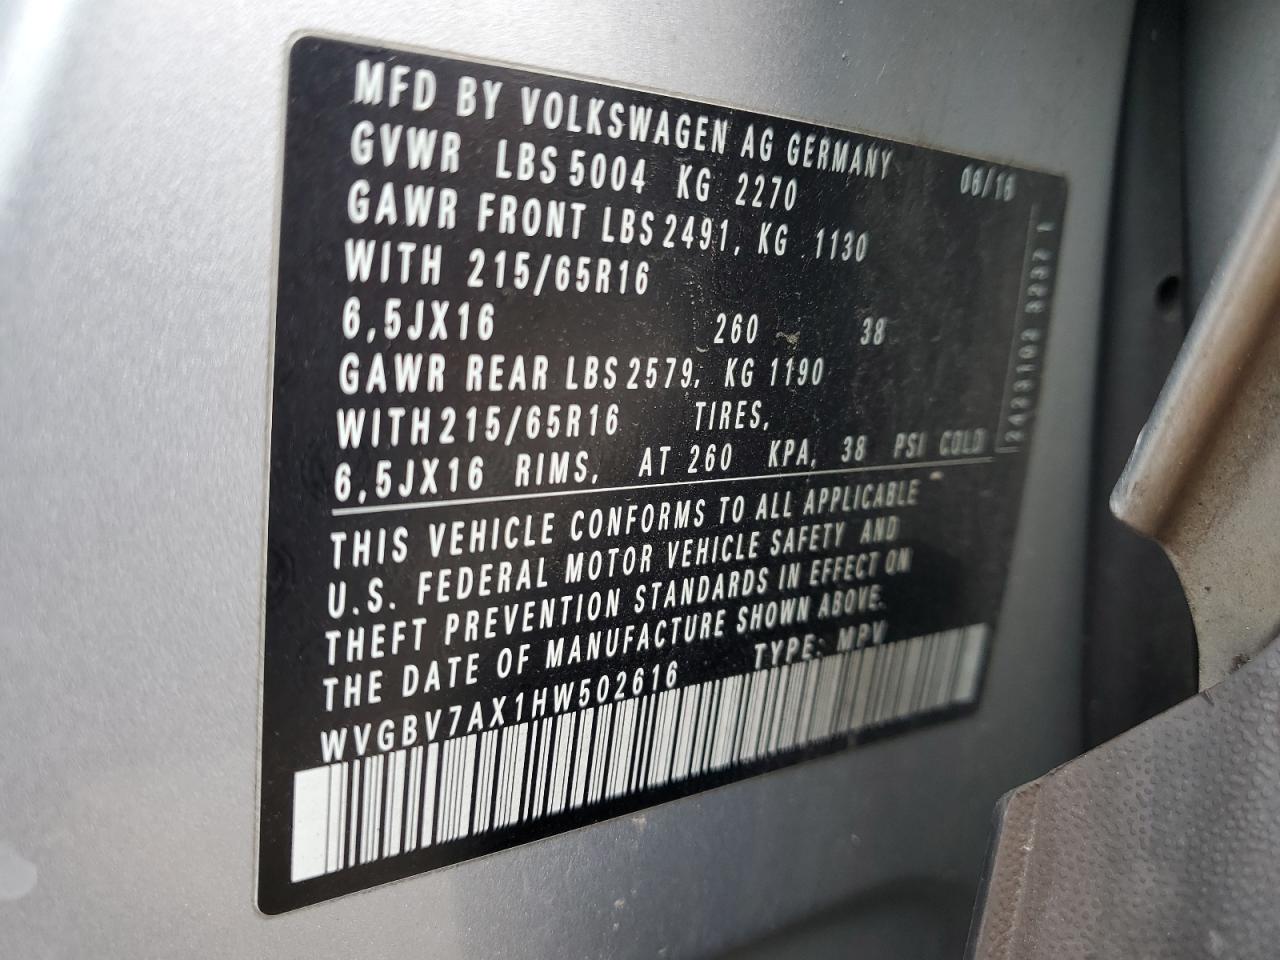 MFD BY VOLKSWAGEN AG GERMANY 06/16
GVWR LBS 5004 KG 2270
GAWR FRONT LBS 2491, KG 1130
WITH 215/65R16
6,5JX16 260 38
GAWR REAR LBS 2579, KG 1190
WITH 215/65R16 TIRES,
6,5JX16 RIMS, AT 260 KPA, 38 PSI COLD
THIS VEHICLE CONFORMS TO ALL APPLICABLE
U.S. FEDERAL MOTOR VEHICLE SAFETY AND
THEFT PREVENTION STANDARDS IN EFFECT ON
THE DATE OF MANUFACTURE SHOWN ABOVE.
WVGBV7AX1HW502616 TYPE: MPV
2423102 3237 1